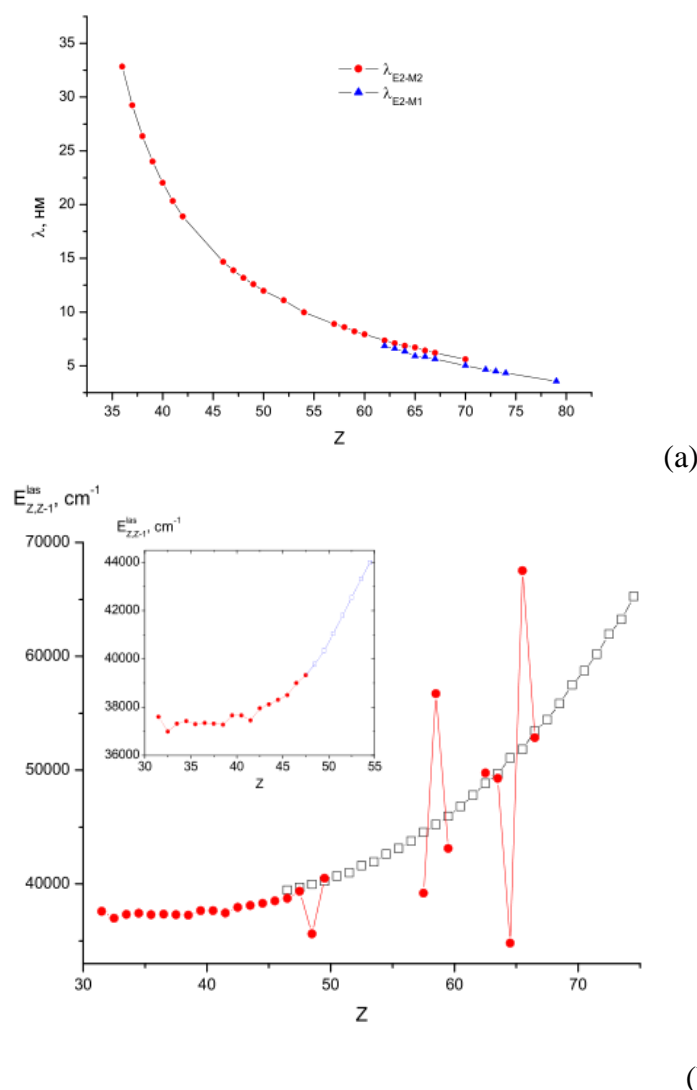 35
30
25
20
15
10
5
λ, нм
λE2-M2
λE2-M1
35 40 45 50 55 60 65 70 75 80
Z
(a)
E^las_Z,Z-1, cm^-1
70000
60000
50000
40000
E^las_Z,Z-1, cm^-1
44000
42000
40000
38000
36000
30 35 40 45 50 55
Z
30 40 50 60 70
Z
(